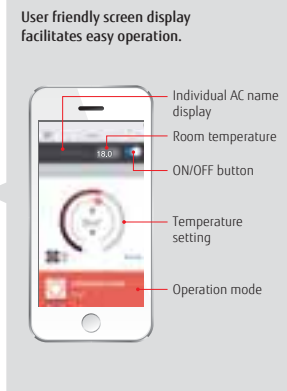 User friendly screen display
facilitates easy operation.
Individual AC name
display
Room temperature
18.0
ON/OFF button
Temperature
setting
Operation mode